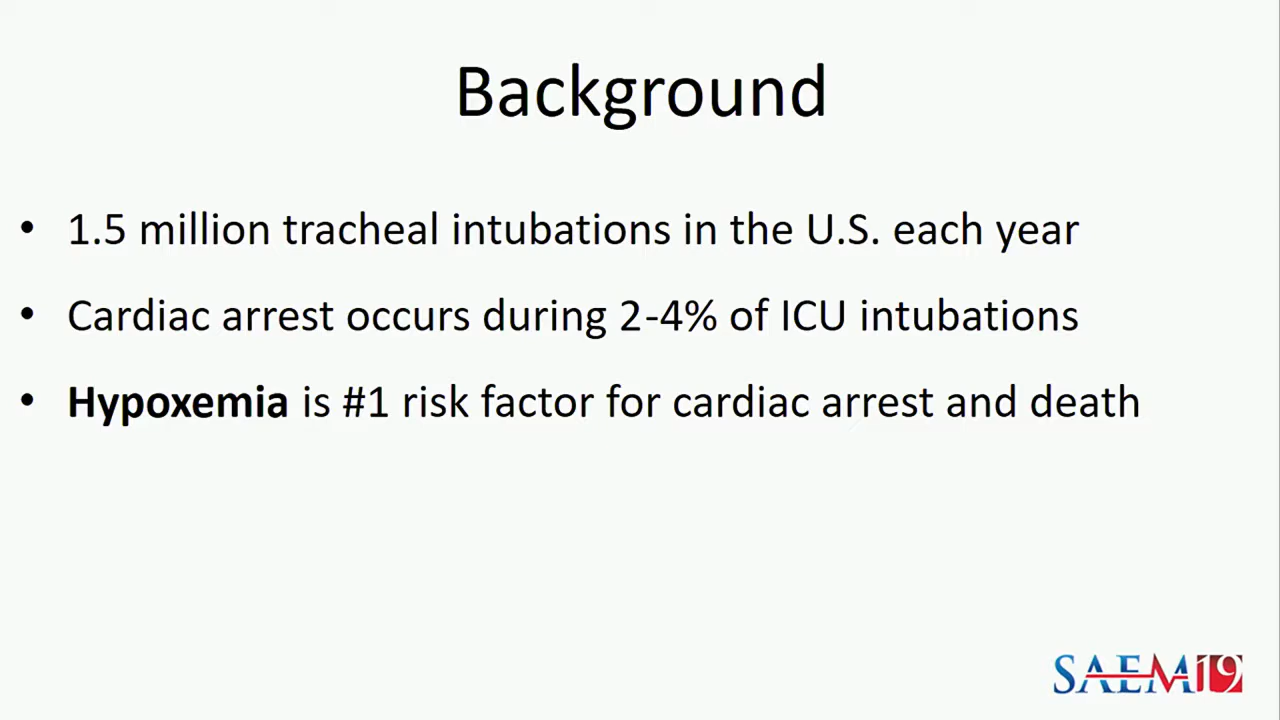 Background
• 1.5 million tracheal intubations in the U.S. each year
• Cardiac arrest occurs during 2-4% of ICU intubations
• Hypoxemia is #1 risk factor for cardiac arrest and death
SAEM19